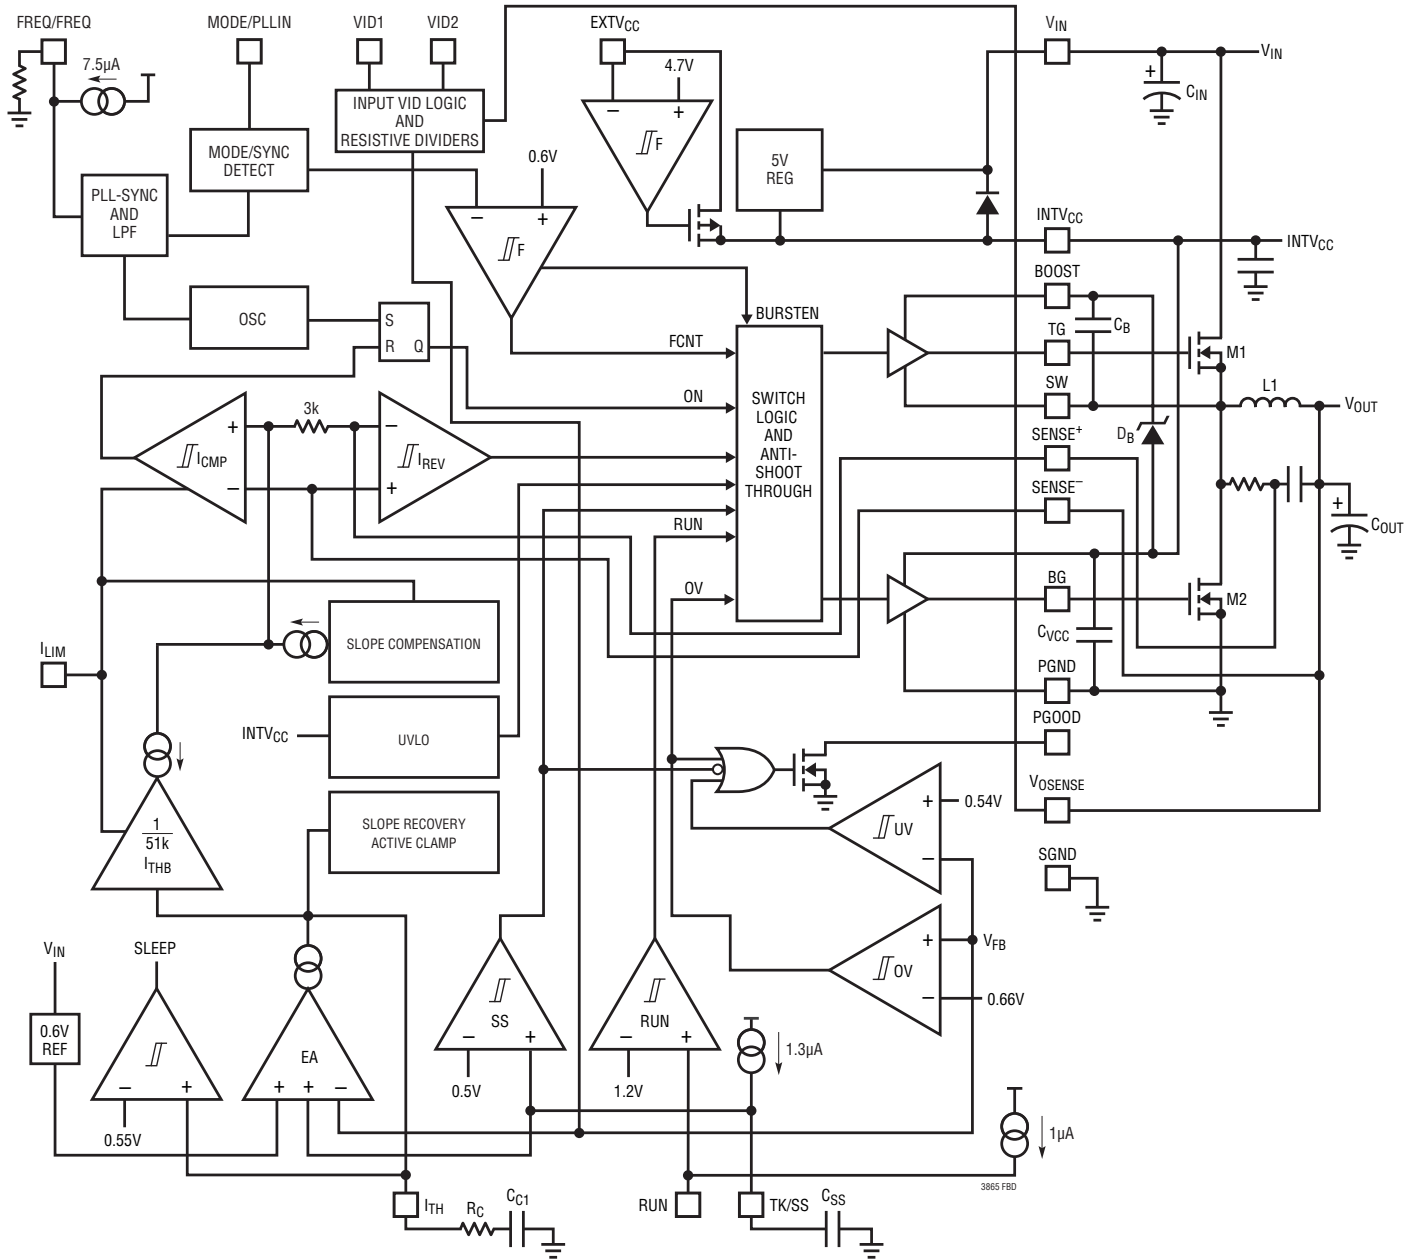 FREQ/FREQ
MODE/PLLIN
VID1
VID2
EXTVCC
VIN
7.5µA
4.7V
VIN
+
CIN
INPUT VID LOGIC
AND
RESISTIVE DIVIDERS
−
+
F
MODE/SYNC
DETECT
0.6V
5V
REG
PLL-SYNC
AND
LPF
−
+
F
INTVCC
INTVCC
BOOST
OSC
S
R
Q
BURSTEN
FCNT
TG
CB
M1
SW
L1
VOUT
ON
SWITCH
LOGIC
AND
ANTI-
SHOOT
THROUGH
3k
+
−
ICMP
−
+
IREV
SENSE+
DB
SENSE−
+
COUT
RUN
OV
BG
M2
CVCC
PGND
SLOPE COMPENSATION
ILIM
INTVCC
UVLO
PGOOD
SLOPE RECOVERY
ACTIVE CLAMP
1
51k
ITHB
+
0.54V
UV
−
VOSENSE
SGND
VIN
SLEEP
+
VFB
OV
−
0.66V
0.6V
REF
−
+
EA
+
+
−
SS
−
+
RUN
−
+
1.3µA
0.55V
0.5V
1.2V
1µA
ITH
RC
CC1
RUN
TK/SS
CSS
3865 FBD